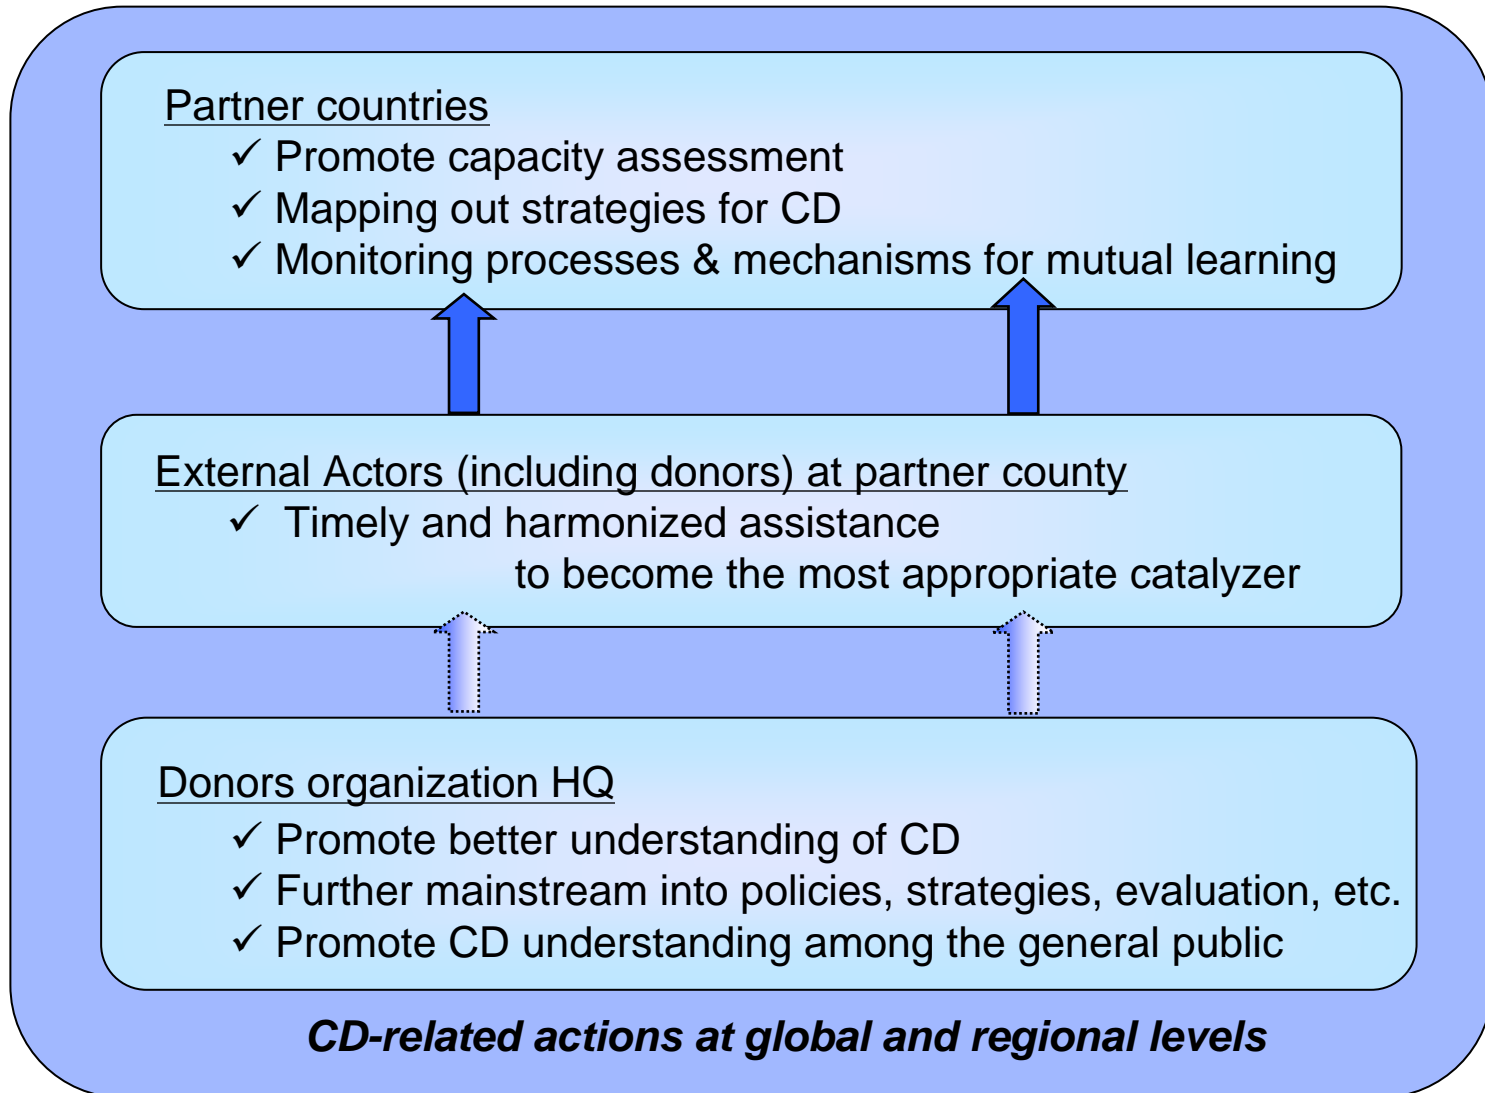 Partner countries
✓ Promote capacity assessment
✓ Mapping out strategies for CD
✓ Monitoring processes & mechanisms for mutual learning
External Actors (including donors) at partner county
✓ Timely and harmonized assistance
to become the most appropriate catalyzer
Donors organization HQ
✓ Promote better understanding of CD
✓ Further mainstream into policies, strategies, evaluation, etc.
✓ Promote CD understanding among the general public
CD-related actions at global and regional levels